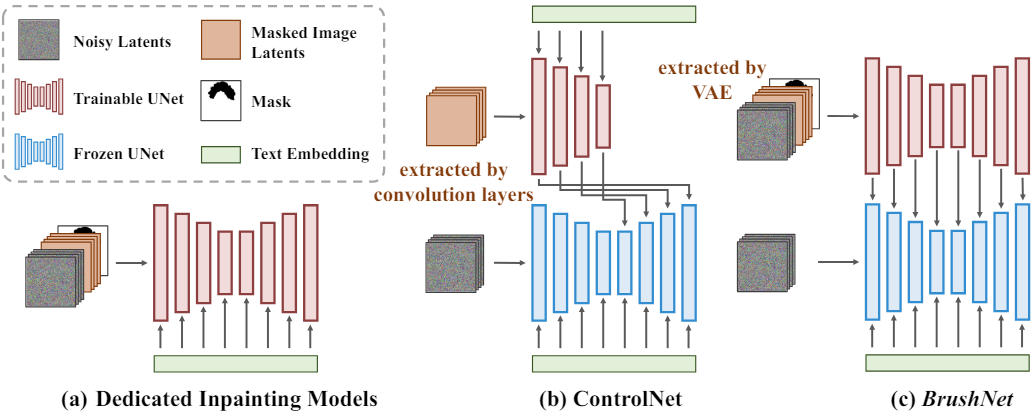 Noisy Latents
Masked Image
Latents
Trainable UNet
Mask
Frozen UNet
Text Embedding
extracted by
convolution layers
extracted by
VAE
(a) Dedicated Inpainting Models
(b) ControlNet
(c) BrushNet